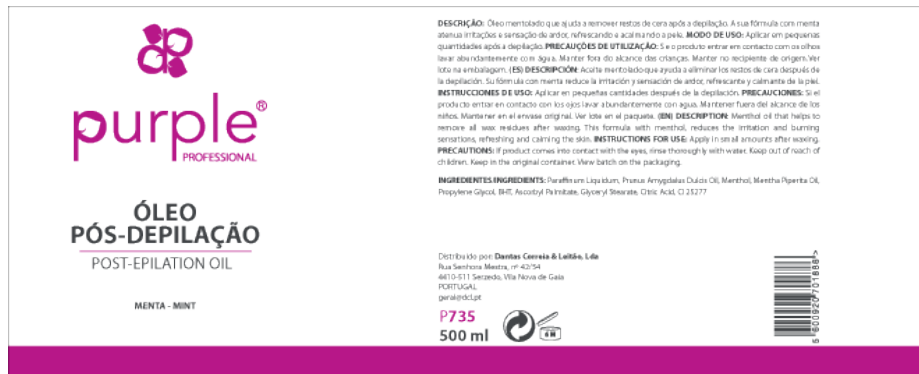 purple®
PROFESSIONAL
ÓLEO
PÓS-DEPILAÇÃO
POST-EPILATION OIL
MENTA - MINT
DESCRIÇÃO: Óleo mentolado que ajuda a remover restos de cera após a depilação. A sua fórmula com menta
atenua irritações e sensação de ardor, refrescando e acalmando a pele. MODO DE USO: Aplicar em pequenas
quantidades após a depilação. PRECAUÇÕES DE UTILIZAÇÃO: Se o produto entrar em contacto com os olhos
lavar abundantemente com água. Manter fora do alcance das crianças. Manter no recipiente de origem. Ver
lote na embalagem. (ES) DESCRIPCIÓN: Aceite mentolado que ayuda a eliminar los restos de cera después de
la depilación. Su fórmula con menta reduce la irritación y sensación de ardor, refrescante y calmante de la piel.
INSTRUCCIONES DE USO: Aplicar en pequeñas cantidades después de la depilación. PRECAUCIONES: Si el
producto entrar en contacto con los ojos lavar abundantemente con agua. Mantener fuera del alcance de los
niños. Mantener en el envase original. Ver lote en el paquete. (EN) DESCRIPTION: Menthol oil that helps to
remove all wax residues after waxing. This formula with menthol, reduces the irritation and burning
sensations, refreshing and calming the skin. INSTRUCTIONS FOR USE: Apply in small amounts after waxing.
PRECAUTIONS: If product comes into contact with the eyes, rinse thoroughly with water. Keep out of reach of
children. Keep in the original container. View batch on the packaging.
INGREDIENTES/INGREDIENTS: Paraffinum Liquidum, Prunus Amygdalus Dulcis Oil, Menthol, Mentha Piperita Oil,
Propylene Glycol, BHT, Ascorbyl Palmitate, Glyceryl Stearate, Citric Acid, CI 25277
Distribuído por: Dantas Correia & Leitão, Lda
Rua Senhora Mestra, nº 42/54
4410-511 Serzedo, Vila Nova de Gaia
PORTUGAL
geral@dcl.pt
P735
500 ml
6 M
5 600920 701888 >